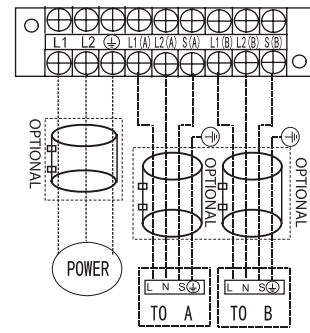 L1 L2 L1(A) L2(A) S(A) L1(B) L2(B) S(B)
OPTIONAL
OPTIONAL
OPTIONAL
POWER
L N S
L N S
TO A
TO B